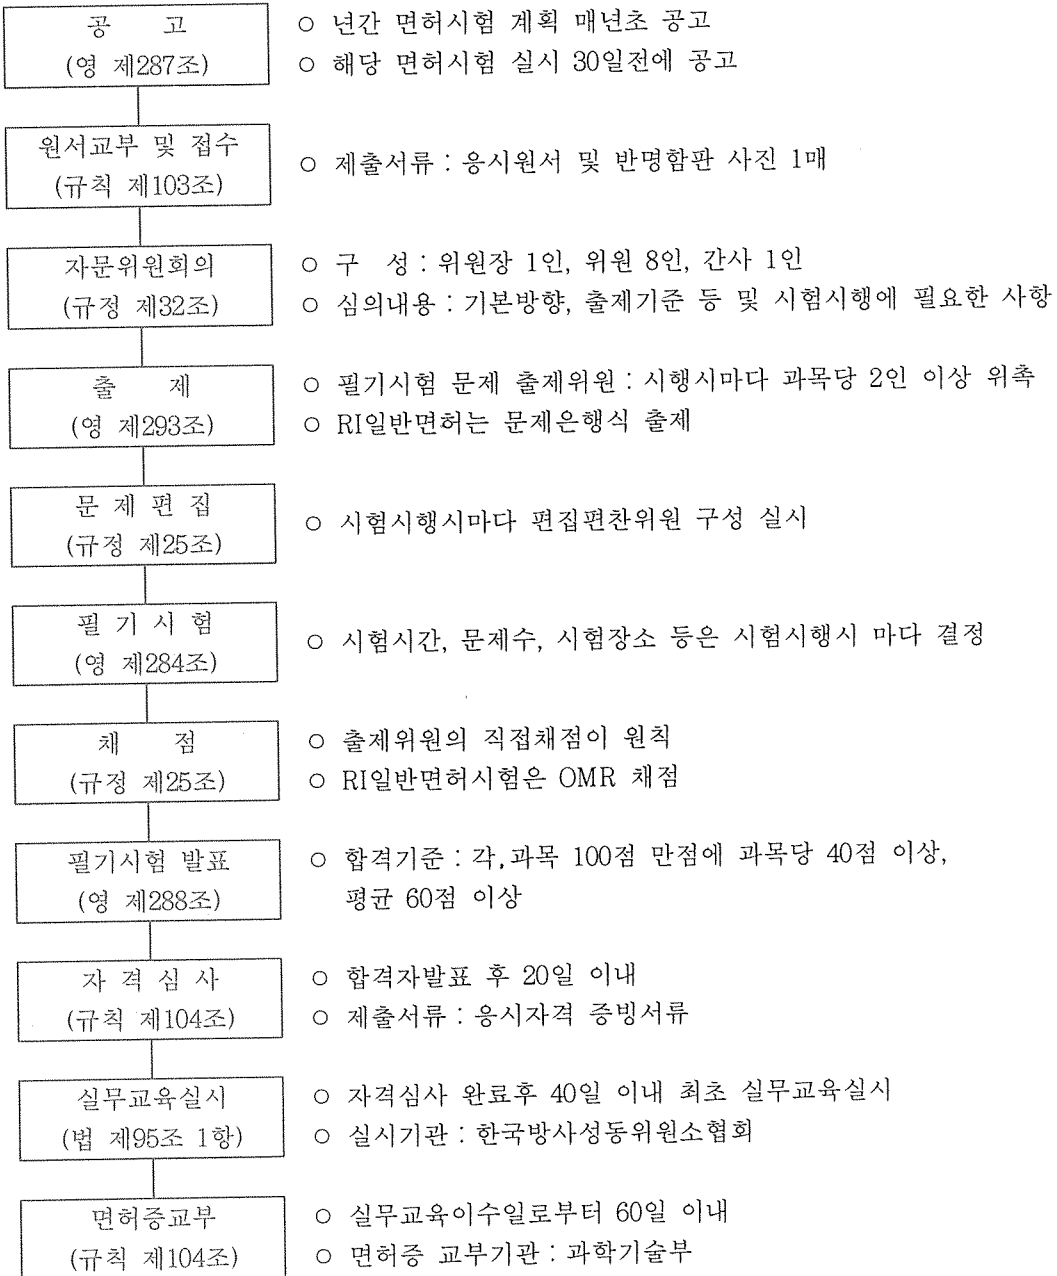 공 고
(영 제287조)
○ 년간 면허시험 계획 매년초 공고
○ 해당 면허시험 실시 30일전에 공고
원서교부 및 접수
(규칙 제103조)
○ 제출서류 : 응시원서 및 반명함판 사진 1매
자문위원회의
(규정 제32조)
○ 구 성 : 위원장 1인, 위원 8인, 간사 1인
○ 심의내용 : 기본방향, 출제기준 등 및 시험시행에 필요한 사항
출 제
(영 제293조)
○ 필기시험 문제 출제위원 : 시행시마다 과목당 2인 이상 위촉
○ RI일반면허는 문제은행식 출제
문 제 편 집
(규정 제25조)
○ 시험시행시마다 편집편찬위원 구성 실시
필 기 시 험
(영 제284조)
○ 시험시간, 문제수, 시험장소 등은 시험시행시 마다 결정
채 점
(규정 제25조)
○ 출제위원의 직접채점이 원칙
○ RI일반면허시험은 OMR 채점
필기시험 발표
(영 제288조)
○ 합격기준 : 각,과목 100점 만점에 과목당 40점 이상,
평균 60점 이상
자 격 심 사
(규칙 제104조)
○ 합격자발표 후 20일 이내
○ 제출서류 : 응시자격 증빙서류
실무교육실시
(법 제95조 1항)
○ 자격심사 완료후 40일 이내 최초 실무교육실시
○ 실시기관 : 한국방사성동위원소협회
면허증교부
(규칙 제104조)
○ 실무교육이수일로부터 60일 이내
○ 면허증 교부기관 : 과학기술부